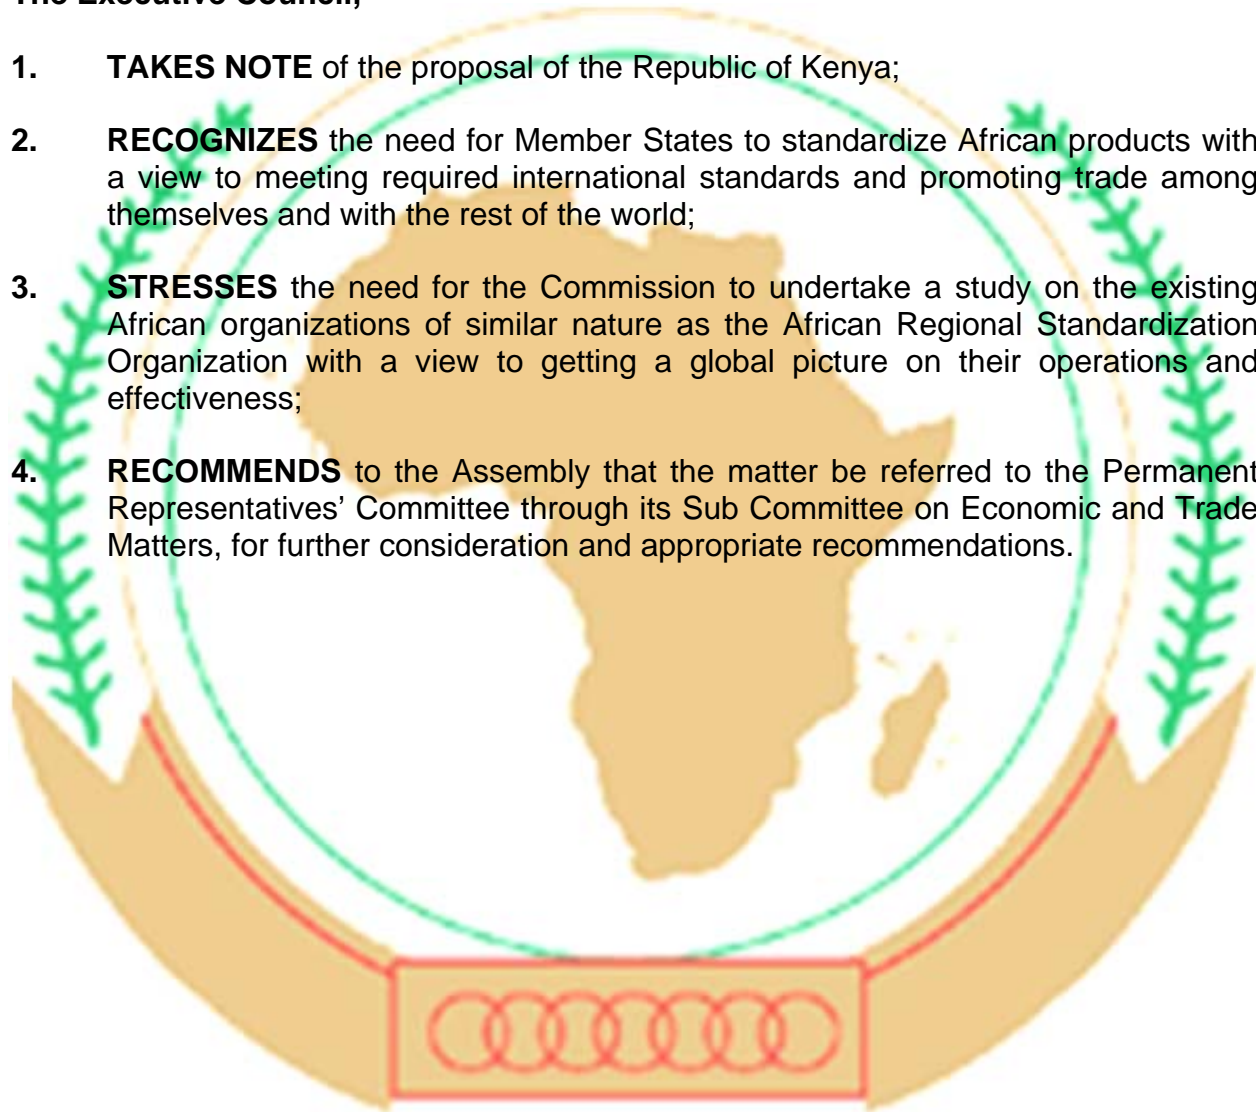 The Executive Council,
1. TAKES NOTE of the proposal of the Republic of Kenya;
2. RECOGNIZES the need for Member States to standardize African products with
a view to meeting required international standards and promoting trade among
themselves and with the rest of the world;
3. STRESSES the need for the Commission to undertake a study on the existing
African organizations of similar nature as the African Regional Standardization
Organization with a view to getting a global picture on their operations and
effectiveness;
4. RECOMMENDS to the Assembly that the matter be referred to the Permanent
Representatives’ Committee through its Sub Committee on Economic and Trade
Matters, for further consideration and appropriate recommendations.